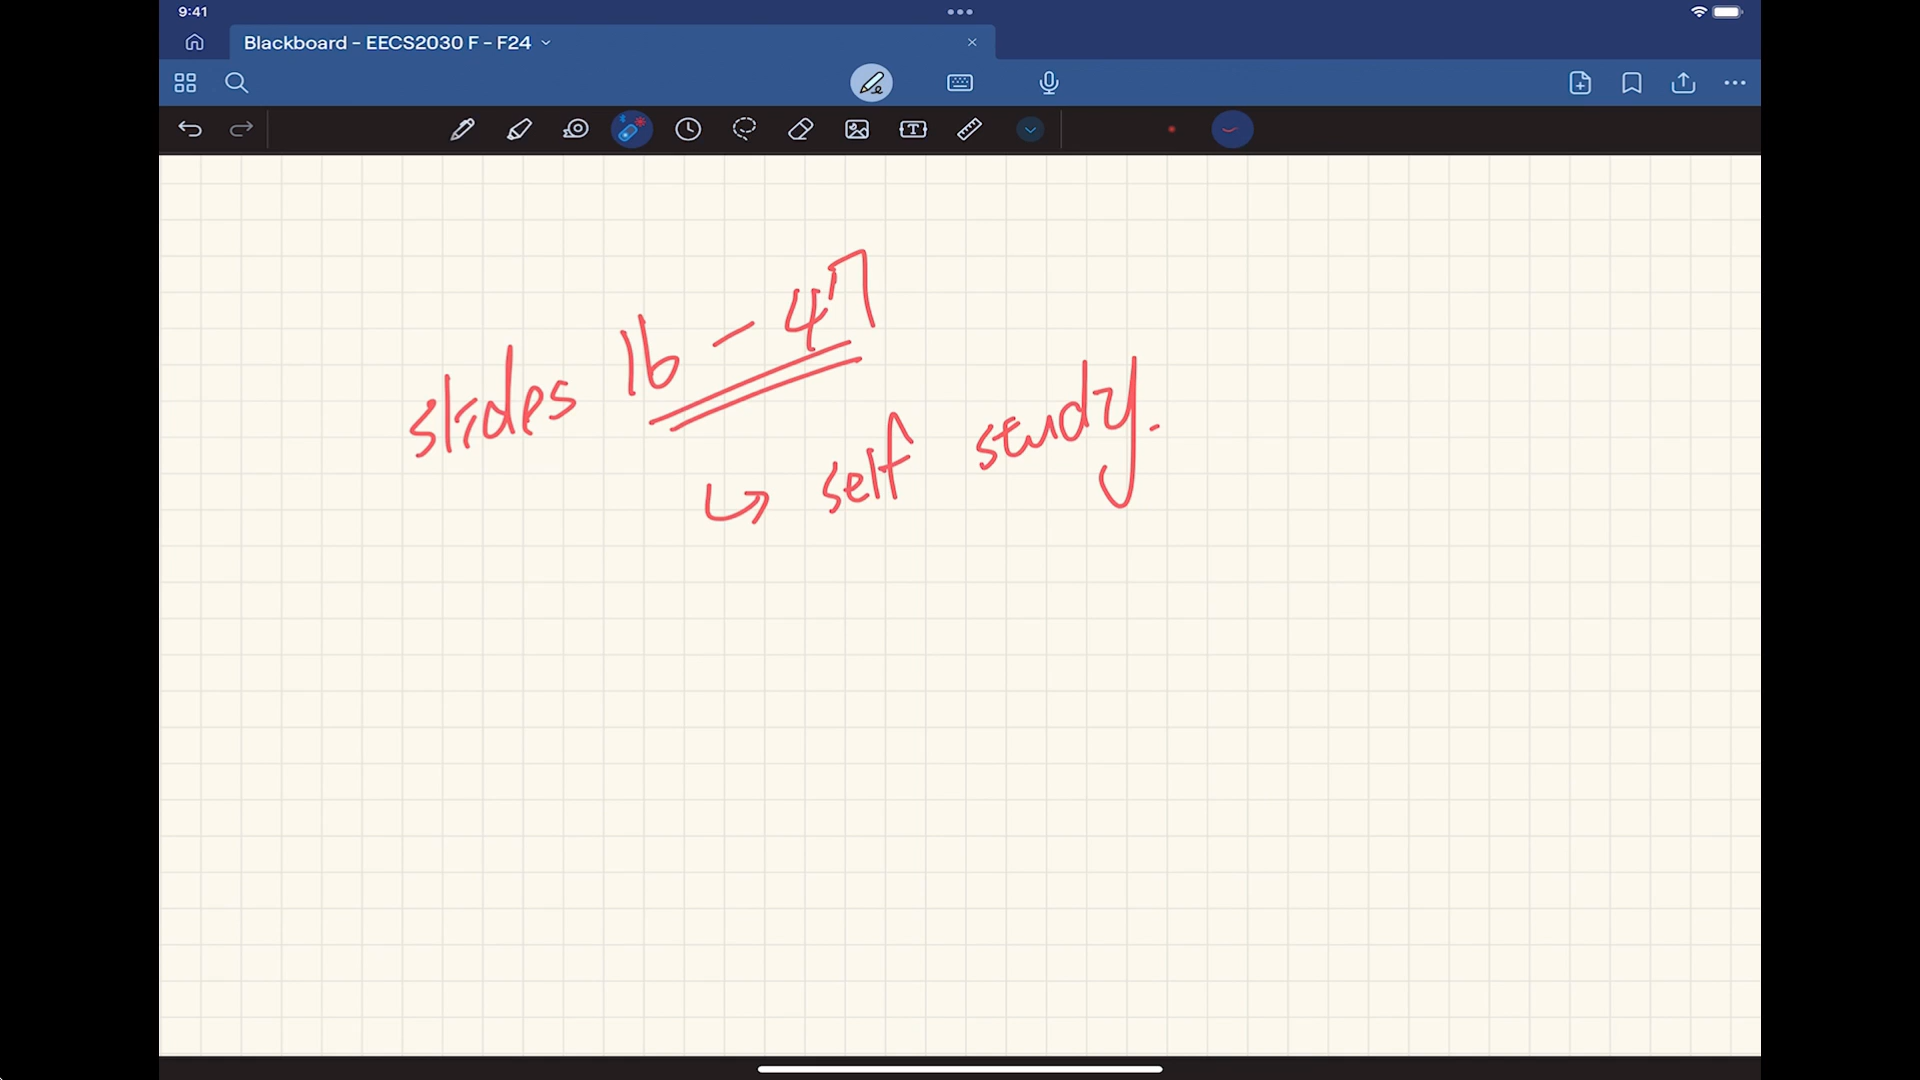 9:41
Blackboard - EECS2030 F - F24
slides 16 - 47
↳ self study.